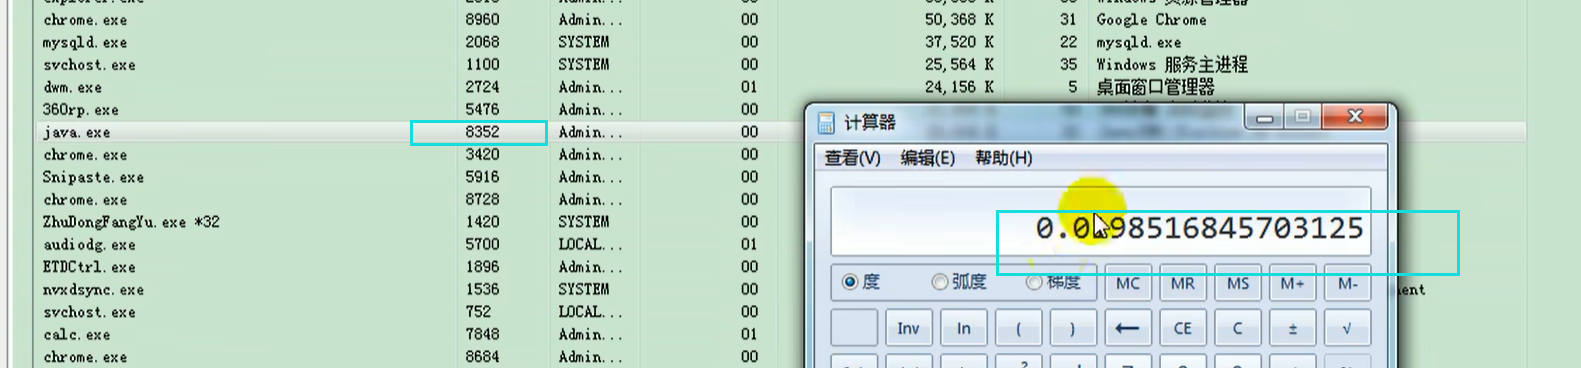 chrome.exe 8960 Admin... 00 50,368 K 31 Google Chrome
mysqld.exe 2068 SYSTEM 00 37,520 K 22 mysqld.exe
svchost.exe 1100 SYSTEM 00 25,564 K 35 Windows 服务主进程
dwm.exe 2724 Admin... 01 24,156 K 5 桌面窗口管理器
360rp.exe 5476 Admin... 00
计算器
java.exe 8352 Admin... 00
chrome.exe 3420 Admin... 00
查看(V) 编辑(E) 帮助(H)
Snipaste.exe 5916 Admin... 00
chrome.exe 8728 Admin... 00
ZhuDongFangYu.exe *32 1420 SYSTEM 00
audiodg.exe 5700 LOCAL... 01
ETDCtrl.exe 1896 Admin... 00
度 弧度 梯度 MC MR MS M+ M-
nvxdsync.exe 1536 SYSTEM 00
svchost.exe 752 LOCAL... 00
Inv ln ( ) ← CE C ± √
calc.exe 7848 Admin... 01
chrome.exe 8684 Admin... 00